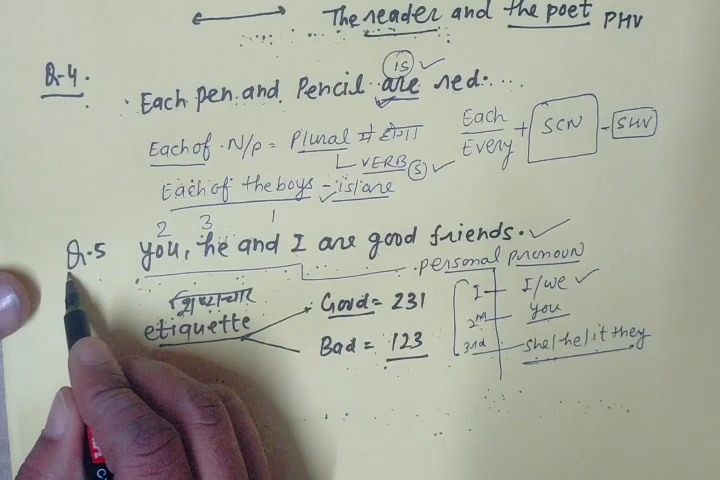 The reader and the poet PHV
is
Q-4. Each pen and Pencil are red.
Each of N/P = Plural में होगा
VERB (S)
Each of the boys - is/are
Each
Every + SCN - SHV
2 3 1
Q-5 you, he and I are good friends.
personal pronoun
शिष्टाचार
etiquette
Good = 231
Bad = 123
1 - I/we
2nd - you
3rd - she/he/it they